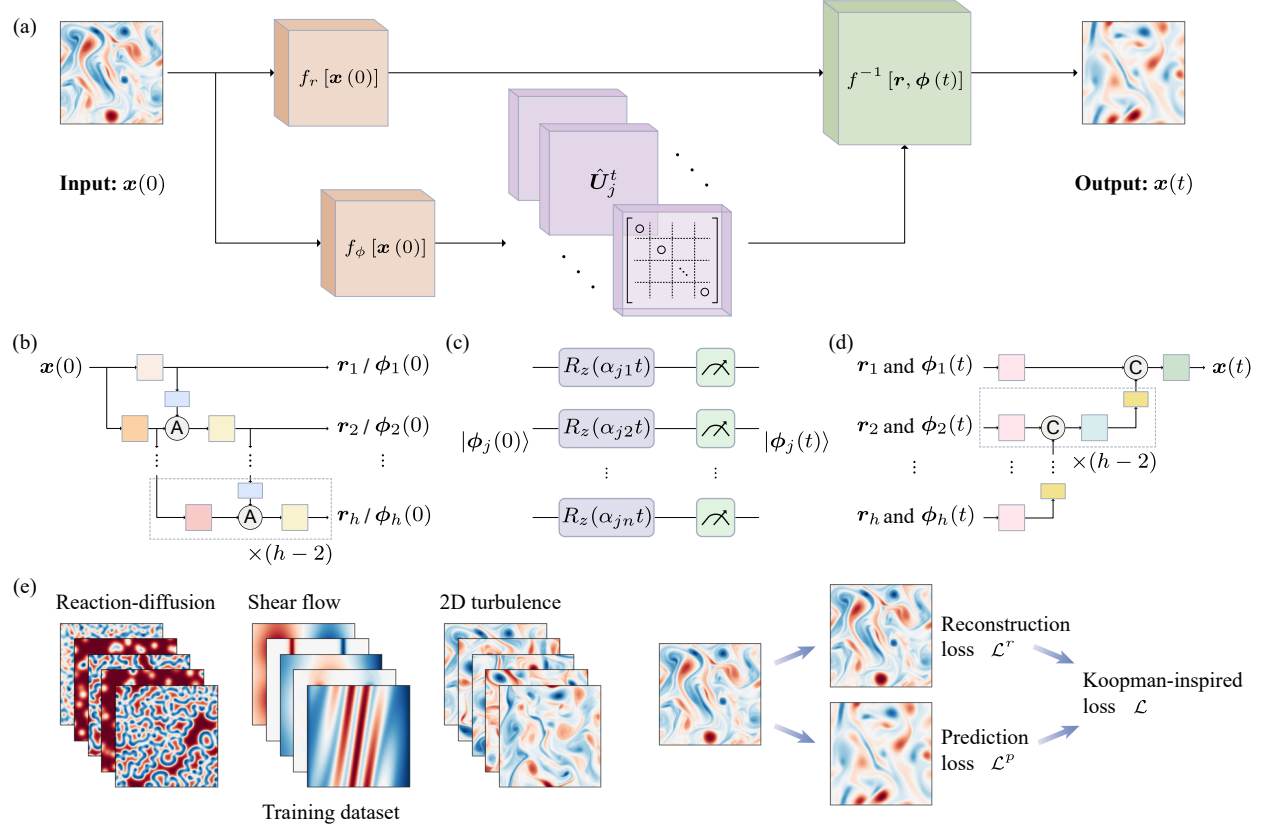 (a)
f_r [x (0)]
f^{-1} [r, ϕ (t)]
Input: x(0)
Û_j^t
Output: x(t)
f_ϕ [x (0)]
(b)
x(0)
r_1 / ϕ_1(0)
A
r_2 / ϕ_2(0)
A
r_h / ϕ_h(0)
×(h − 2)
(c)
R_z(α_{j1}t)
|ϕ_j(0)⟩
R_z(α_{j2}t)
|ϕ_j(t)⟩
R_z(α_{jn}t)
(d)
r_1 and ϕ_1(t)
C
x(t)
r_2 and ϕ_2(t)
C
×(h − 2)
r_h and ϕ_h(t)
(e)
Reaction-diffusion
Shear flow
2D turbulence
Training dataset
Reconstruction
loss ℒ^r
Prediction
loss ℒ^p
Koopman-inspired
loss ℒ